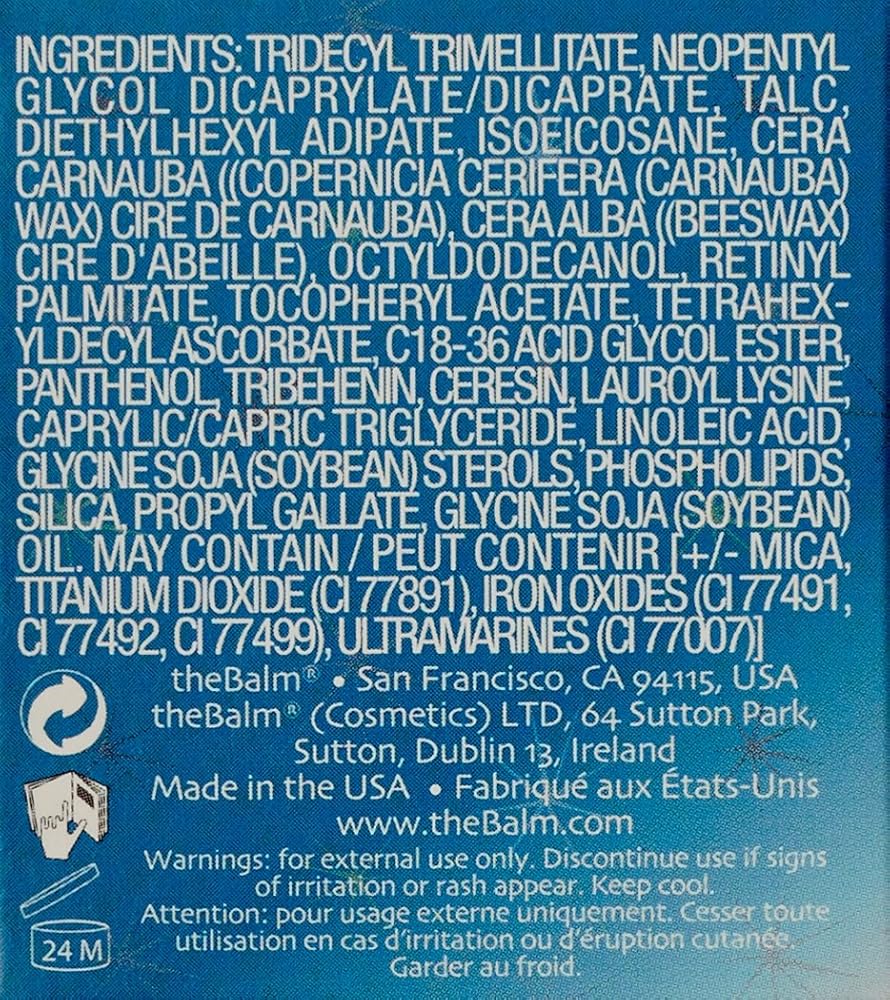 INGREDIENTS: TRIDECYL TRIMELLITATE, NEOPENTYL
GLYCOL DICAPRYLATE/DICAPRATE, TALC,
DIETHYLHEXYL ADIPATE, ISOEICOSANE, CERA
CARNAUBA ((COPERNICIA CERIFERA (CARNAUBA)
WAX) CIRE DE CARNAUBA), CERA ALBA ((BEESWAX)
CIRE D'ABEILLE), OCTYLDODECANOL, RETINYL
PALMITATE, TOCOPHERYL ACETATE, TETRAHEX-
YLDECYL ASCORBATE, C18-36 ACID GLYCOL ESTER,
PANTHENOL, TRIBEHENIN, CERESIN, LAUROYL LYSINE,
CAPRYLIC/CAPRIC TRIGLYCERIDE, LINOLEIC ACID,
GLYCINE SOJA (SOYBEAN) STEROLS, PHOSPHOLIPIDS,
SILICA, PROPYL GALLATE, GLYCINE SOJA (SOYBEAN)
OIL. MAY CONTAIN / PEUT CONTENIR [+/- MICA,
TITANIUM DIOXIDE (CI 77891), IRON OXIDES (CI 77491,
CI 77492, CI 77499), ULTRAMARINES (CI 77007)]
theBalm® • San Francisco, CA 94115, USA
theBalm® (Cosmetics) LTD, 64 Sutton Park,
Sutton, Dublin 13, Ireland
Made in the USA • Fabriqué aux États-Unis
www.theBalm.com
Warnings: for external use only. Discontinue use if signs
of irritation or rash appear. Keep cool.
Attention: pour usage externe uniquement. Cesser toute
utilisation en cas d'irritation ou d'éruption cutanée.
Garder au froid.
24 M